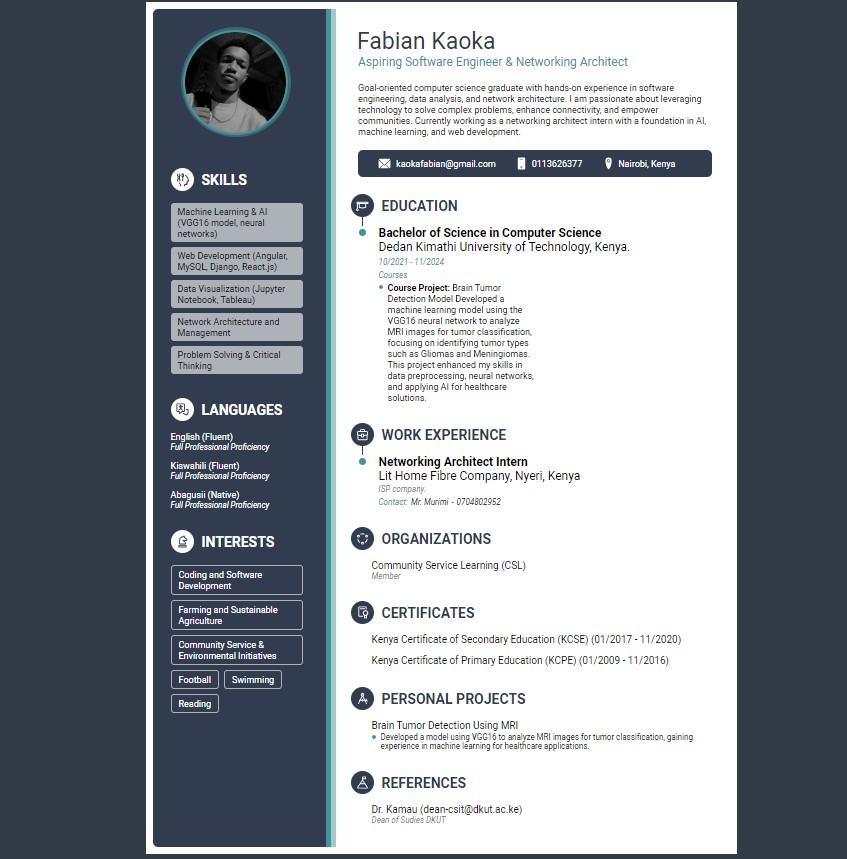 Fabian Kaoka
Aspiring Software Engineer & Networking Architect
Goal-oriented computer science graduate with hands-on experience in software
engineering, data analysis, and network architecture. I am passionate about leveraging
technology to solve complex problems, enhance connectivity, and empower
communities. Currently working as a networking architect intern with a foundation in AI,
machine learning, and web development.
kaokafabian@gmail.com 0113626377 Nairobi, Kenya
SKILLS
Machine Learning & AI
(VGG16 model, neural
networks)
Web Development (Angular,
MySQL, Django, React.js)
Data Visualization (Jupyter
Notebook, Tableau)
Network Architecture and
Management
Problem Solving & Critical
Thinking
LANGUAGES
English (Fluent)
Full Professional Proficiency
Kiswahili (Fluent)
Full Professional Proficiency
Abagusii (Native)
Full Professional Proficiency
INTERESTS
Coding and Software
Development
Farming and Sustainable
Agriculture
Community Service &
Environmental Initiatives
Football Swimming
Reading
EDUCATION
Bachelor of Science in Computer Science
Dedan Kimathi University of Technology, Kenya.
10/2021 - 11/2024
Courses
Course Project: Brain Tumor
Detection Model Developed a
machine learning model using the
VGG16 neural network to analyze
MRI images for tumor classification,
focusing on identifying tumor types
such as Gliomas and Meningiomas.
This project enhanced my skills in
data preprocessing, neural networks,
and applying AI for healthcare
solutions.
WORK EXPERIENCE
Networking Architect Intern
Lit Home Fibre Company, Nyeri, Kenya
ISP company.
Contact: Mr. Murimi - 0704802952
ORGANIZATIONS
Community Service Learning (CSL)
Member
CERTIFICATES
Kenya Certificate of Secondary Education (KCSE) (01/2017 - 11/2020)
Kenya Certificate of Primary Education (KCPE) (01/2009 - 11/2016)
PERSONAL PROJECTS
Brain Tumor Detection Using MRI
Developed a model using VGG16 to analyze MRI images for tumor classification, gaining
experience in machine learning for healthcare applications.
REFERENCES
Dr. Kamau (dean-csit@dkut.ac.ke)
Dean of Sudies DKUT